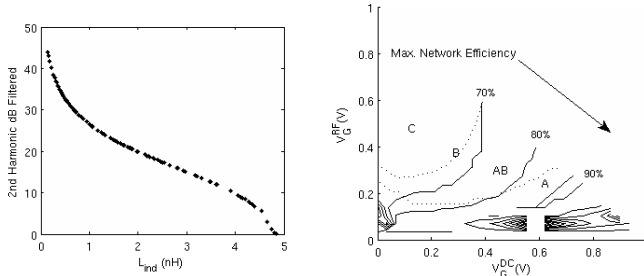 50
40
30
20
10
0
2nd Harmonic dB Filtered
0 1 2 3 4 5
L_ind (nH)
1
0.8
0.6
0.4
0.2
0
V_G^RF(V)
Max. Network Efficiency
70%
80%
90%
C
B
AB
A
0 0.2 0.4 0.6 0.8
V_G^DC(V)